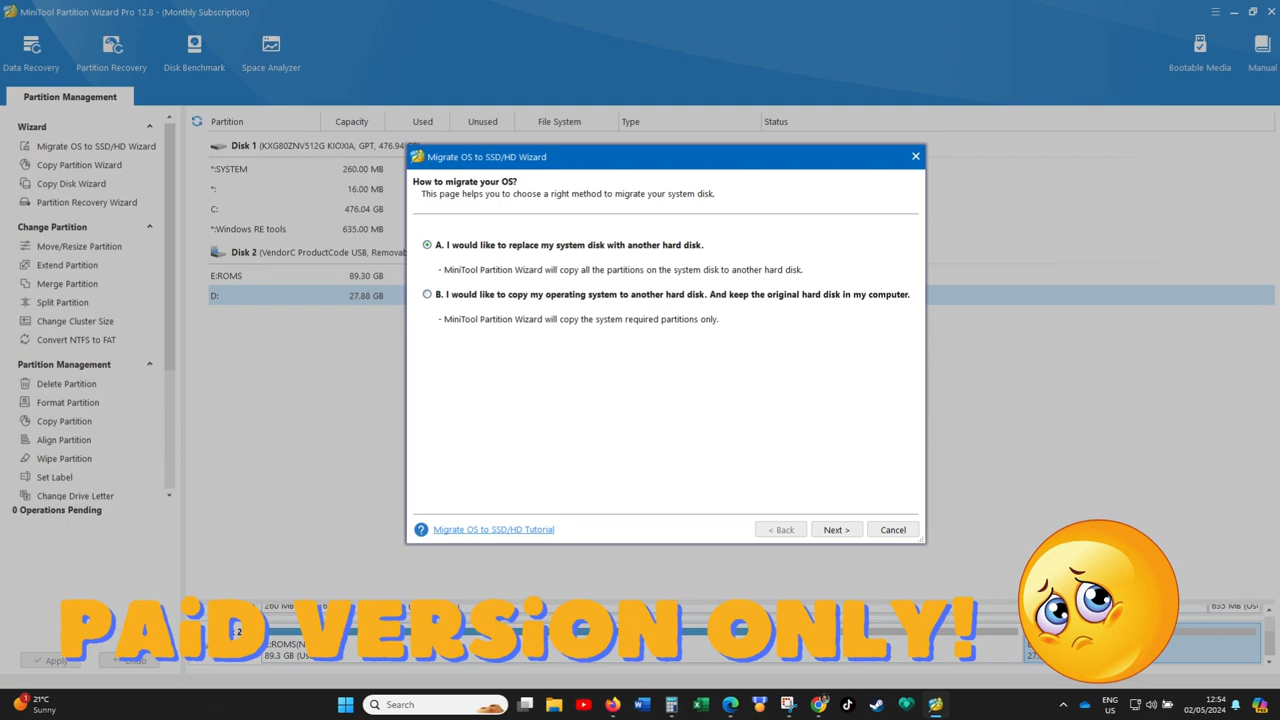 MiniTool Partition Wizard Pro 12.8 - (Monthly Subscription)
Data Recovery
Partition Recovery
Disk Benchmark
Space Analyzer
Bootable Media
Manual
Partition Management
Wizard
Migrate OS to SSD/HD Wizard
Copy Partition Wizard
Copy Disk Wizard
Partition Recovery Wizard
Change Partition
Move/Resize Partition
Extend Partition
Merge Partition
Split Partition
Change Cluster Size
Convert NTFS to FAT
Partition Management
Delete Partition
Format Partition
Copy Partition
Align Partition
Wipe Partition
Set Label
Change Drive Letter
0 Operations Pending
Apply
Undo
Partition Capacity Used Unused File System Type Status
Disk 1 (KXG80ZNV512G KIOXIA, GPT, 476.94 G
*:SYSTEM 260.00 MB
*: 16.00 MB
C: 476.04 GB
*:Windows RE tools 635.00 MB
Disk 2 (VendorC ProductCode USB, Removab
E:ROMS 89.30 GB
D: 27.88 GB
Migrate OS to SSD/HD Wizard
How to migrate your OS?
This page helps you to choose a right method to migrate your system disk.
A. I would like to replace my system disk with another hard disk.
- MiniTool Partition Wizard will copy all the partitions on the system disk to another hard disk.
B. I would like to copy my operating system to another hard disk. And keep the original hard disk in my computer.
- MiniTool Partition Wizard will copy the system required partitions only.
Migrate OS to SSD/HD Tutorial
< Back
Next >
Cancel
PAiD VERSiON ONLY!
21°C
Sunny
Search
ENG
US
12:54
02/05/2024